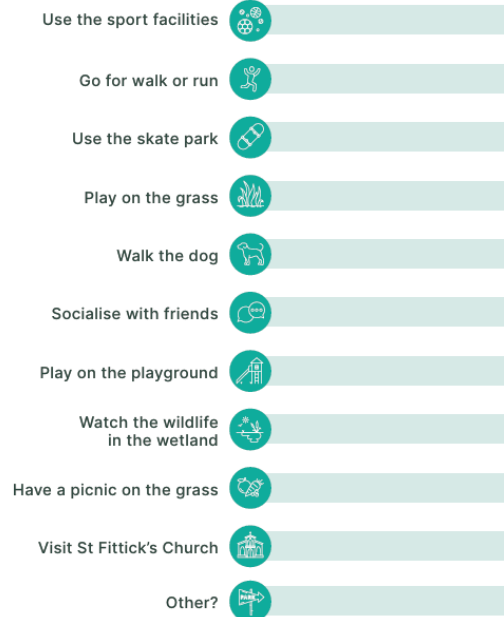 Use the sport facilities
Go for walk or run
Use the skate park
Play on the grass
Walk the dog
Socialise with friends
Play on the playground
Watch the wildlife
in the wetland
Have a picnic on the grass
Visit St Fittick's Church
Other?
PARK